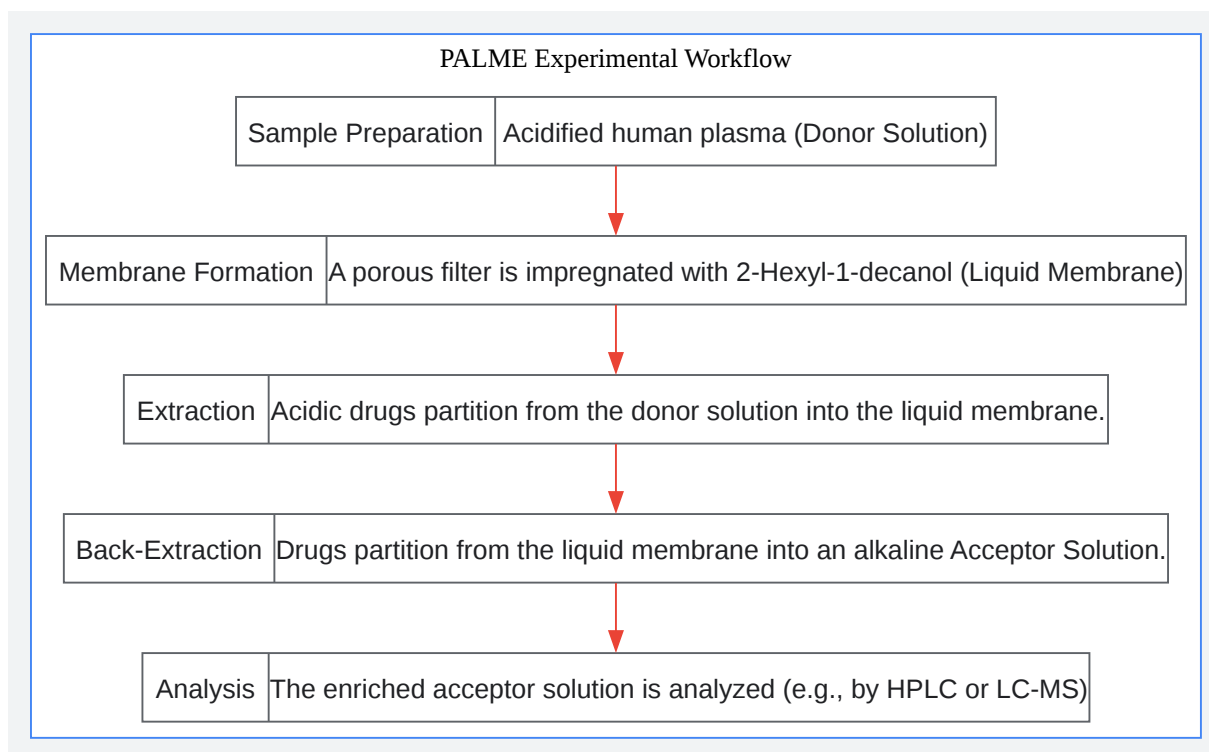 PALME Experimental Workflow
Sample Preparation Acidified human plasma (Donor Solution)
Membrane Formation A porous filter is impregnated with 2-Hexyl-1-decanol (Liquid Membrane)
Extraction Acidic drugs partition from the donor solution into the liquid membrane.
Back-Extraction Drugs partition from the liquid membrane into an alkaline Acceptor Solution.
Analysis The enriched acceptor solution is analyzed (e.g., by HPLC or LC-MS)